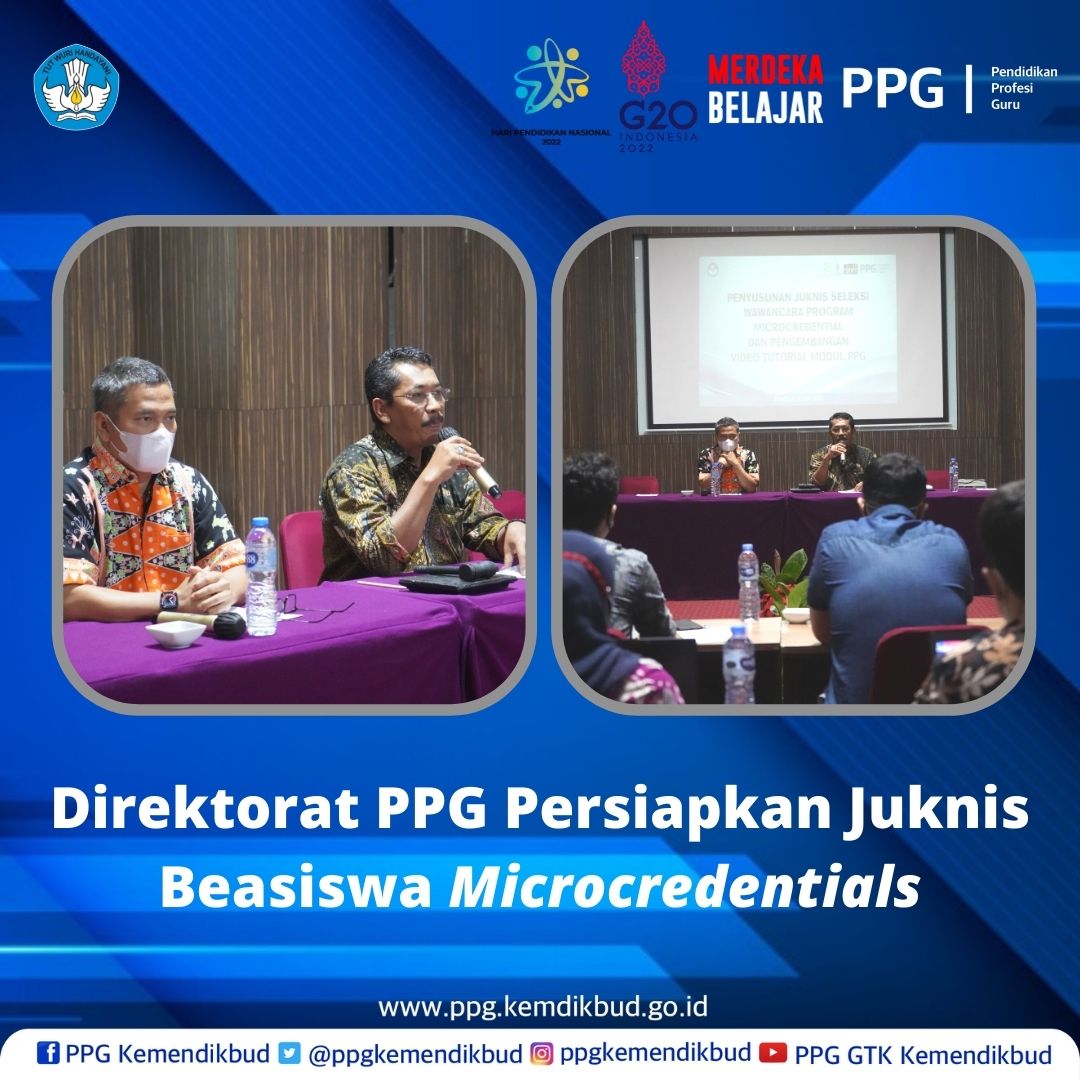 TUT WURI HANDAYANI
HARI PENDIDIKAN NASIONAL
2022
G20
INDONESIA
2022
MERDEKA
BELAJAR
PPG
Pendidikan
Profesi
Guru
PPG
PENYUSUNAN JUKNIS SELEKSI
WAWANCARA PROGRAM
MICROCREDENTIAL
DAN PENGEMBANGAN
VIDEO TUTORIAL MODUL PPG
Direktorat PPG Persiapkan Juknis
Beasiswa Microcredentials
www.ppg.kemdikbud.go.id
PPG Kemendikbud @ppgkemendikbud ppgkemendikbud PPG GTK Kemendikbud